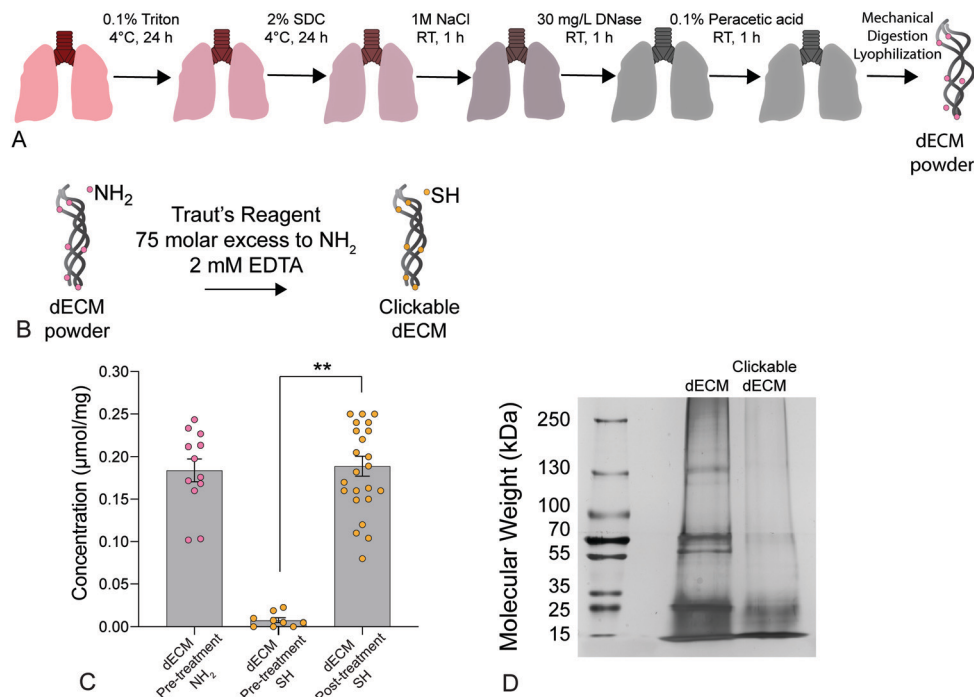 0.1% Triton
4°C, 24 h
2% SDC
4°C, 24 h
1M NaCl
RT, 1 h
30 mg/L DNase
RT, 1 h
0.1% Peracetic acid
RT, 1 h
Mechanical
Digestion
Lyophilization
dECM
powder
A
NH₂
dECM
powder
Traut's Reagent
75 molar excess to NH₂
2 mM EDTA
SH
Clickable
dECM
B
Concentration (µmol/mg)
0.30
0.25
0.20
0.15
0.10
0.05
0.00
**
dECM
Pre-treatment
NH₂
dECM
Pre-treatment
SH
dECM
Post-treatment
SH
C
Molecular Weight (kDa)
250
130
100
70
55
35
25
15
dECM
Clickable
dECM
D